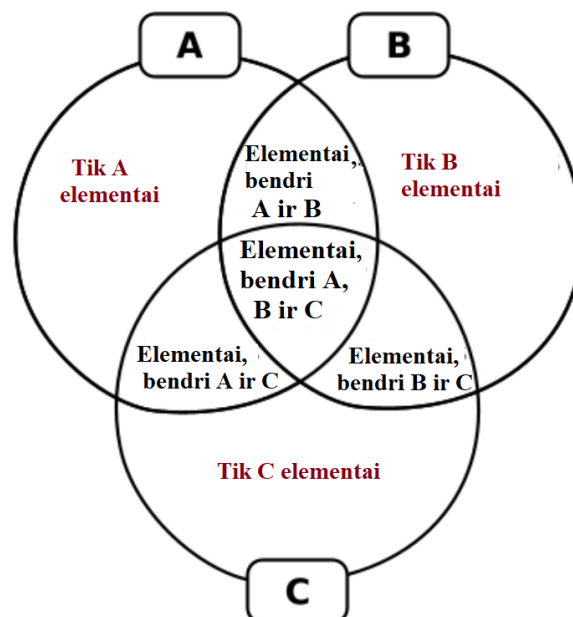 A
B
Tik A
elementai
Elementai,
bendri
A ir B
Tik B
elementai
Elementai,
bendri A,
B ir C
Elementai,
bendri A ir C
Elementai,
bendri B ir C
Tik C elementai
C